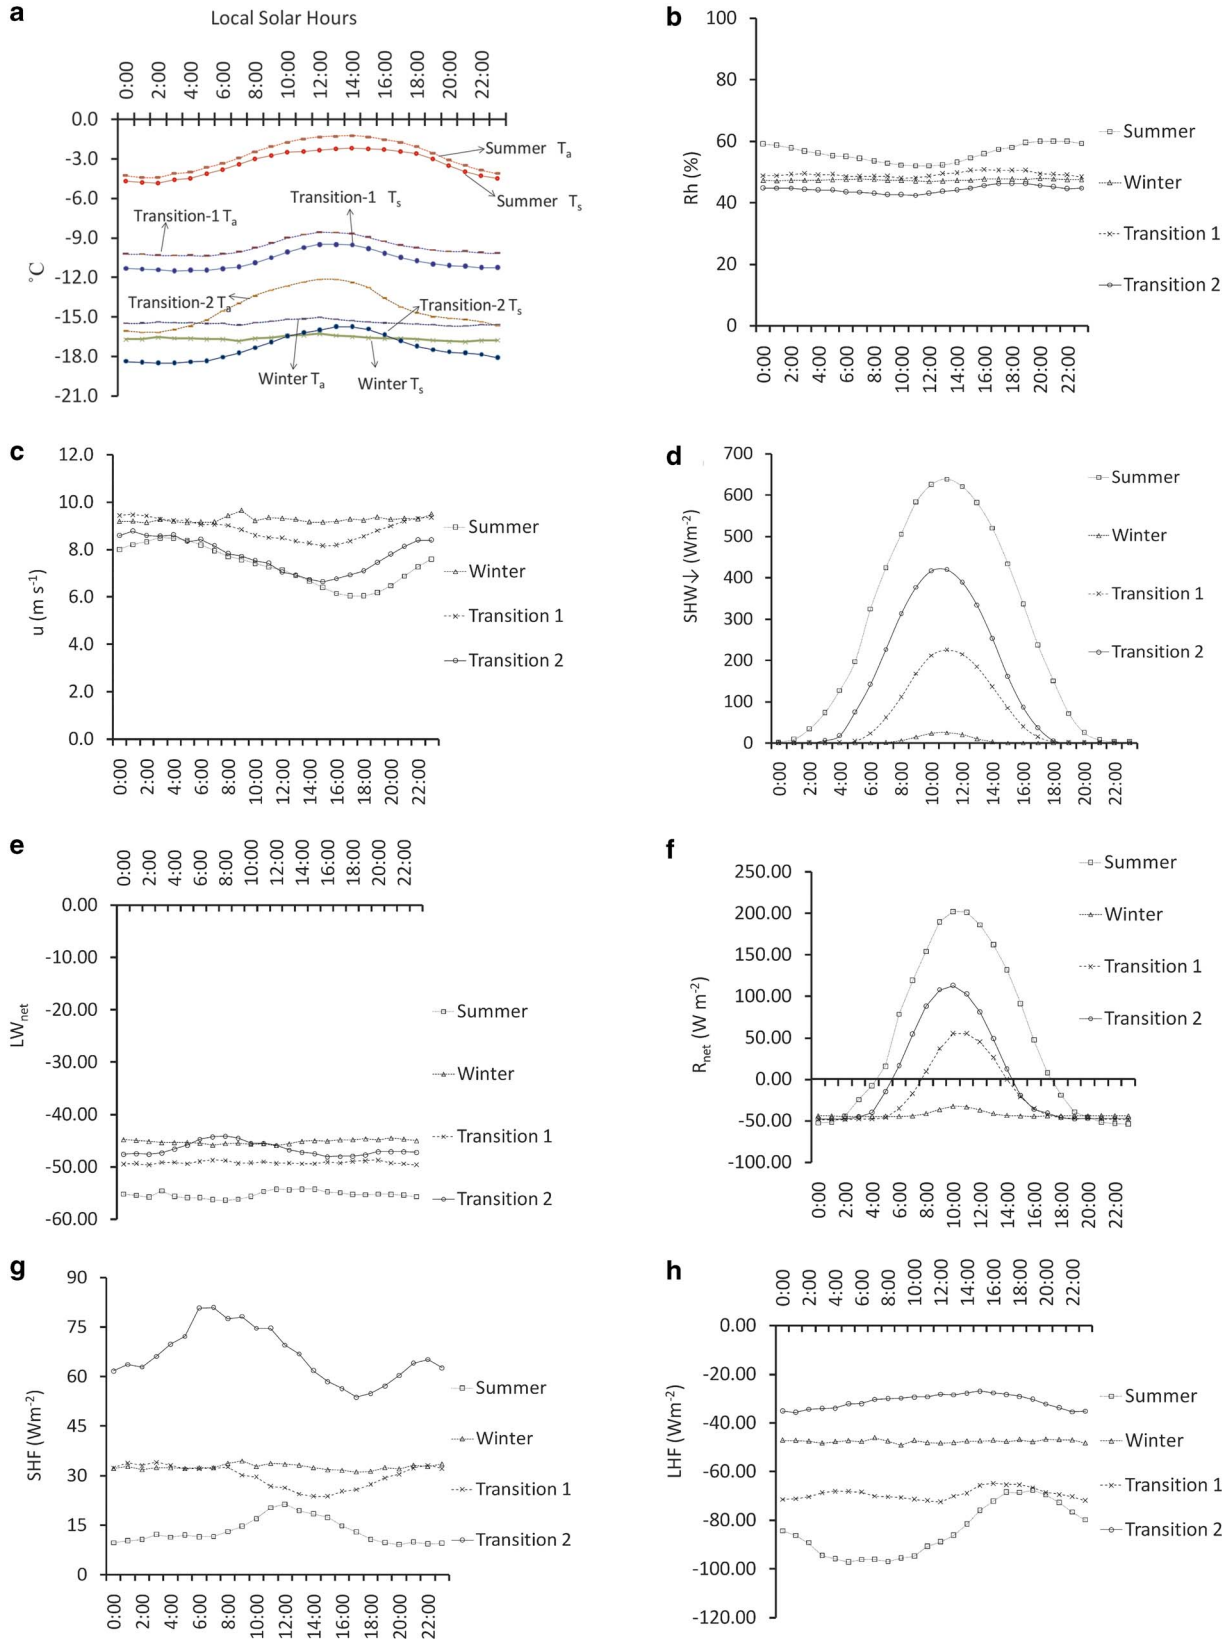 a
Local Solar Hours
0:00 2:00 4:00 6:00 8:00 10:00 12:00 14:00 16:00 18:00 20:00 22:00
0.0
-3.0
-6.0
-9.0
-12.0
-15.0
-18.0
-21.0
°C
Summer Ta
Summer Ts
Transition-1 Ts
Transition-1 Ta
Transition-2 Ta
Transition-2 Ts
Winter Ta
Winter Ts
b
100
80
60
40
20
0
Rh (%)
0:00 2:00 4:00 6:00 8:00 10:00 12:00 14:00 16:00 18:00 20:00 22:00
Summer
Winter
Transition 1
Transition 2
c
12.0
10.0
8.0
6.0
4.0
2.0
0.0
u (m s-1)
0:00 2:00 4:00 6:00 8:00 10:00 12:00 14:00 16:00 18:00 20:00 22:00
Summer
Winter
Transition 1
Transition 2
d
700
600
500
400
300
200
100
0
SHW↓ (Wm-2)
0:00 2:00 4:00 6:00 8:00 10:00 12:00 14:00 16:00 18:00 20:00 22:00
Summer
Winter
Transition 1
Transition 2
e
0:00 2:00 4:00 6:00 8:00 10:00 12:00 14:00 16:00 18:00 20:00 22:00
0.00
-10.00
-20.00
-30.00
-40.00
-50.00
-60.00
LWnet
Summer
Winter
Transition 1
Transition 2
f
250.00
200.00
150.00
100.00
50.00
0.00
-50.00
-100.00
Rnet (W m-2)
0:00 2:00 4:00 6:00 8:00 10:00 12:00 14:00 16:00 18:00 20:00 22:00
Summer
Winter
Transition 1
Transition 2
g
90
75
60
45
30
15
0
SHF (Wm-2)
0:00 2:00 4:00 6:00 8:00 10:00 12:00 14:00 16:00 18:00 20:00 22:00
Summer
Winter
Transition 1
Transition 2
h
0:00 2:00 4:00 6:00 8:00 10:00 12:00 14:00 16:00 18:00 20:00 22:00
0.00
-20.00
-40.00
-60.00
-80.00
-100.00
-120.00
LHF (Wm-2)
Summer
Winter
Transition 1
Transition 2